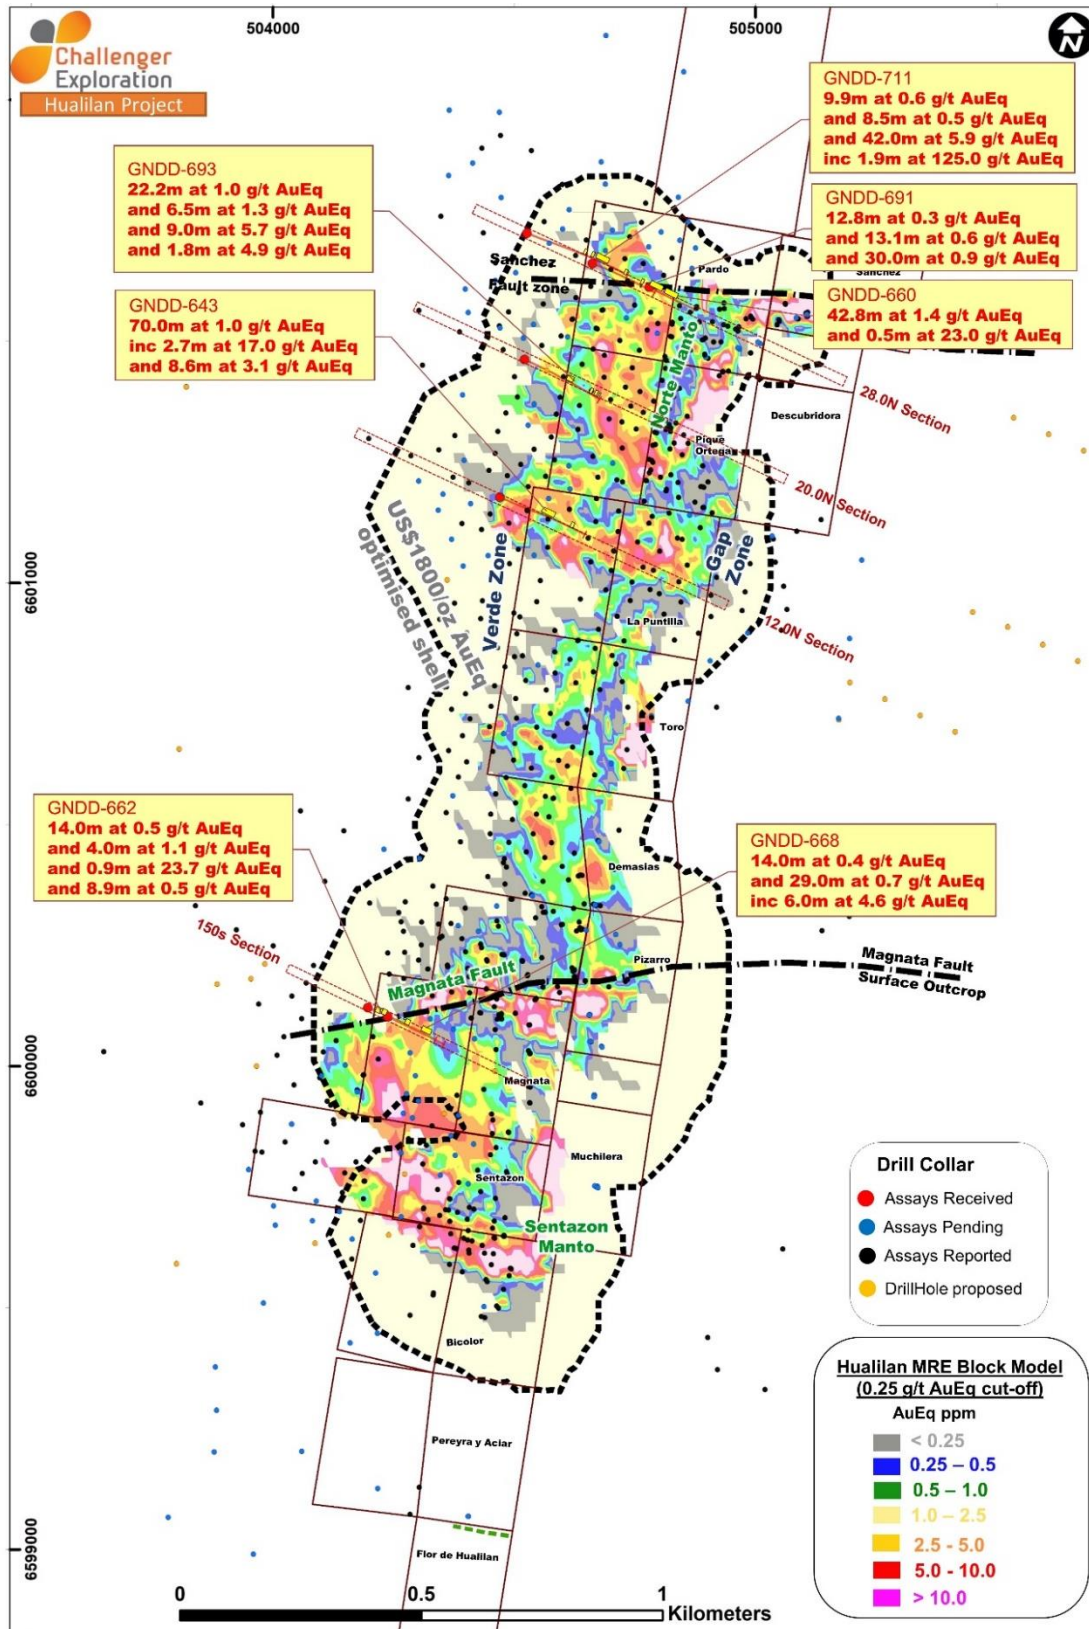 504000
505000
N
Challenger
Exploration
Hualilan Project
GNDD-711
9.9m at 0.6 g/t AuEq
and 8.5m at 0.5 g/t AuEq
and 42.0m at 5.9 g/t AuEq
inc 1.9m at 125.0 g/t AuEq
GNDD-693
22.2m at 1.0 g/t AuEq
and 6.5m at 1.3 g/t AuEq
and 9.0m at 5.7 g/t AuEq
and 1.8m at 4.9 g/t AuEq
GNDD-691
12.8m at 0.3 g/t AuEq
and 13.1m at 0.6 g/t AuEq
and 30.0m at 0.9 g/t AuEq
Sanchez
Fault zone
Pardo
Sanchez
GNDD-660
42.8m at 1.4 g/t AuEq
and 0.5m at 23.0 g/t AuEq
GNDD-643
70.0m at 1.0 g/t AuEq
inc 2.7m at 17.0 g/t AuEq
and 8.6m at 3.1 g/t AuEq
Norte Manto
28.0N Section
Descubridora
Pique
Ortega
20.0N Section
US$1800/oz AuEq
optimised shell
Verde Zone
Gap
Zone
6601000
La Puntilla
12.0N Section
Toro
GNDD-662
14.0m at 0.5 g/t AuEq
and 4.0m at 1.1 g/t AuEq
and 0.9m at 23.7 g/t AuEq
and 8.9m at 0.5 g/t AuEq
GNDD-668
14.0m at 0.4 g/t AuEq
and 29.0m at 0.7 g/t AuEq
inc 6.0m at 4.6 g/t AuEq
Demasias
150s Section
Pizarro
Magnata Fault
Magnata Fault
Surface Outcrop
6600000
Magnata
Muchilera
Sentazon
Sentazon
Manto
Bicolor
Pereyra y Aciar
Flor de Hualilan
6599000
Drill Collar
Assays Received
Assays Pending
Assays Reported
DrillHole proposed
Hualilan MRE Block Model
(0.25 g/t AuEq cut-off)
AuEq ppm
< 0.25
0.25 – 0.5
0.5 – 1.0
1.0 – 2.5
2.5 - 5.0
5.0 - 10.0
> 10.0
0 0.5 1
Kilometers